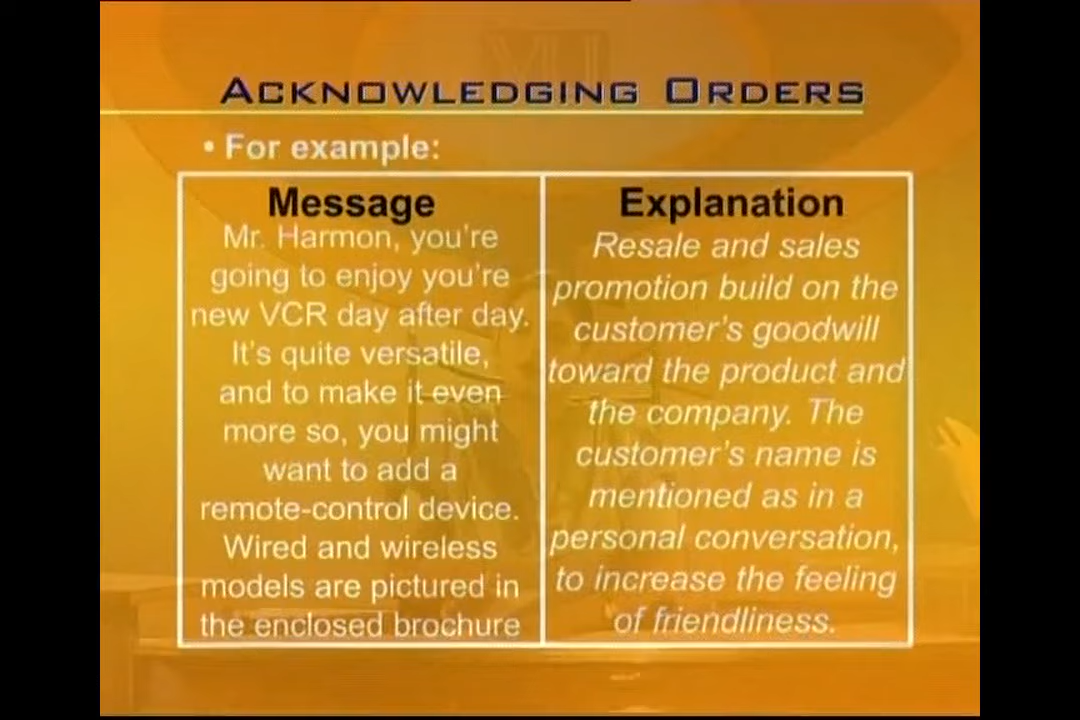 ACKNOWLEDGING ORDERS
• For example:
Message
Mr. Harmon, you're
going to enjoy you're
new VCR day after day.
It's quite versatile,
and to make it even
more so, you might
want to add a
remote-control device.
Wired and wireless
models are pictured in
the enclosed brochure
Explanation
Resale and sales
promotion build on the
customer's goodwill
toward the product and
the company. The
customer's name is
mentioned as in a
personal conversation,
to increase the feeling
of friendliness.